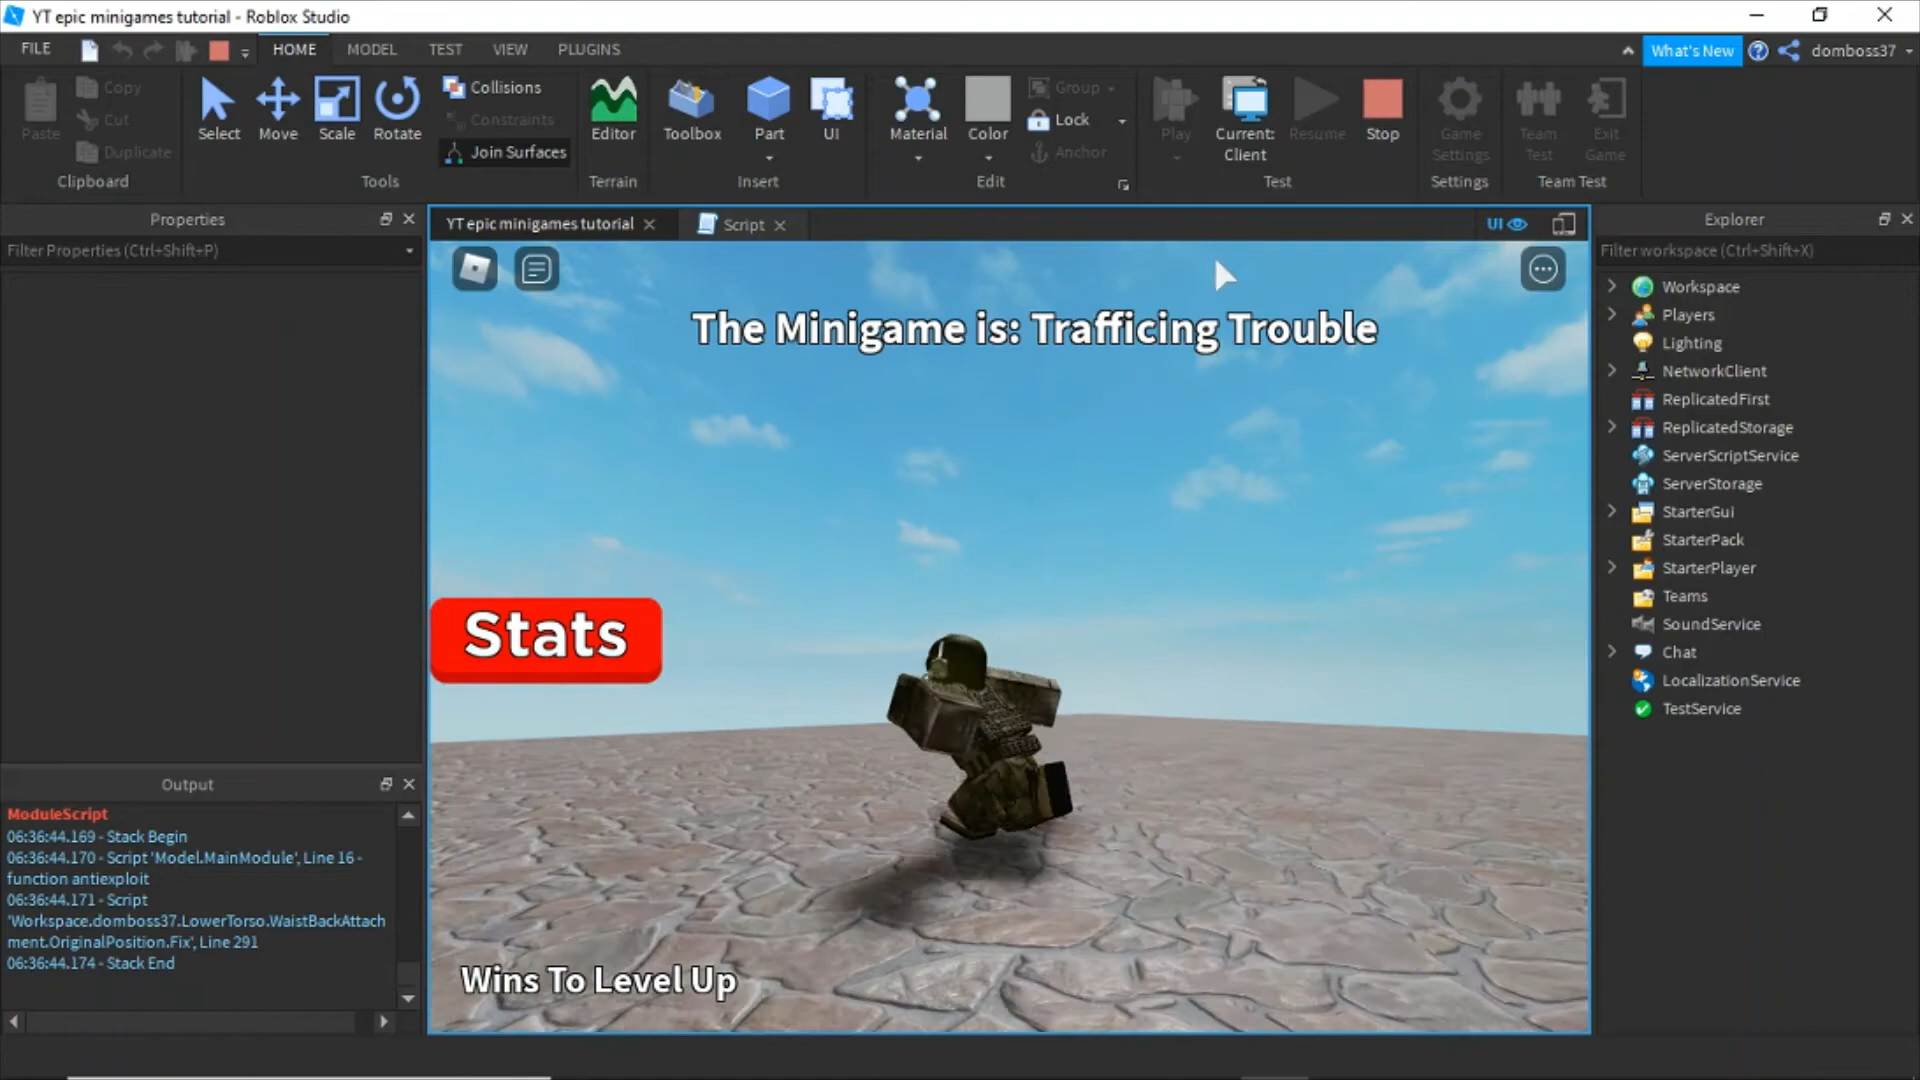 YT epic minigames tutorial - Roblox Studio
FILE
HOME
MODEL
TEST
VIEW
PLUGINS
What's New
domboss37
Paste
Copy
Cut
Duplicate
Clipboard
Select
Move
Scale
Rotate
Collisions
Constraints
Join Surfaces
Tools
Editor
Terrain
Toolbox
Part
UI
Insert
Material
Color
Group
Lock
Anchor
Edit
Play
Current:
Client
Resume
Stop
Test
Game
Settings
Settings
Team
Test
Exit
Game
Team Test
Properties
Filter Properties (Ctrl+Shift+P)
YT epic minigames tutorial
Script
UI
The Minigame is: Trafficing Trouble
Stats
Wins To Level Up
Output
ModuleScript
06:36:44.169 - Stack Begin
06:36:44.170 - Script 'Model.MainModule', Line 16 -
function antiexploit
06:36:44.171 - Script
'Workspace.domboss37.LowerTorso.WaistBackAttach
ment.OriginalPosition.Fix', Line 291
06:36:44.174 - Stack End
Explorer
Filter workspace (Ctrl+Shift+X)
Workspace
Players
Lighting
NetworkClient
ReplicatedFirst
ReplicatedStorage
ServerScriptService
ServerStorage
StarterGui
StarterPack
StarterPlayer
Teams
SoundService
Chat
LocalizationService
TestService